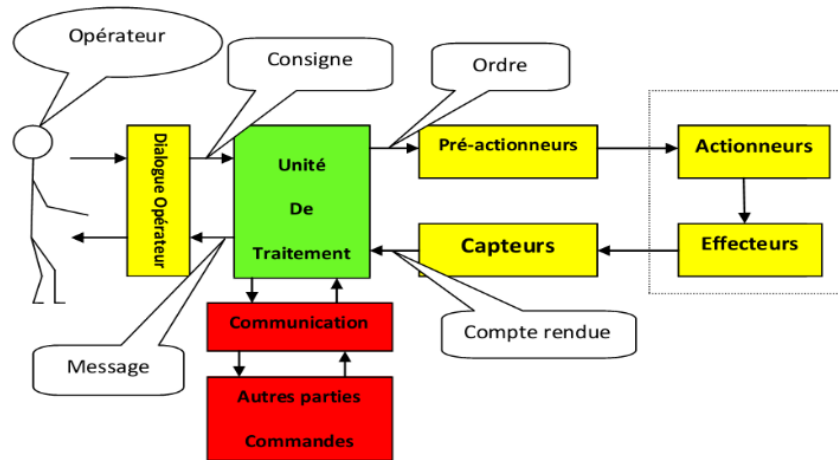 Opérateur
Consigne
Ordre
Dialogue Opérateur
Unité
De
Traitement
Pré-actionneurs
Actionneurs
Capteurs
Effecteurs
Communication
Compte rendue
Message
Autres parties
Commandes